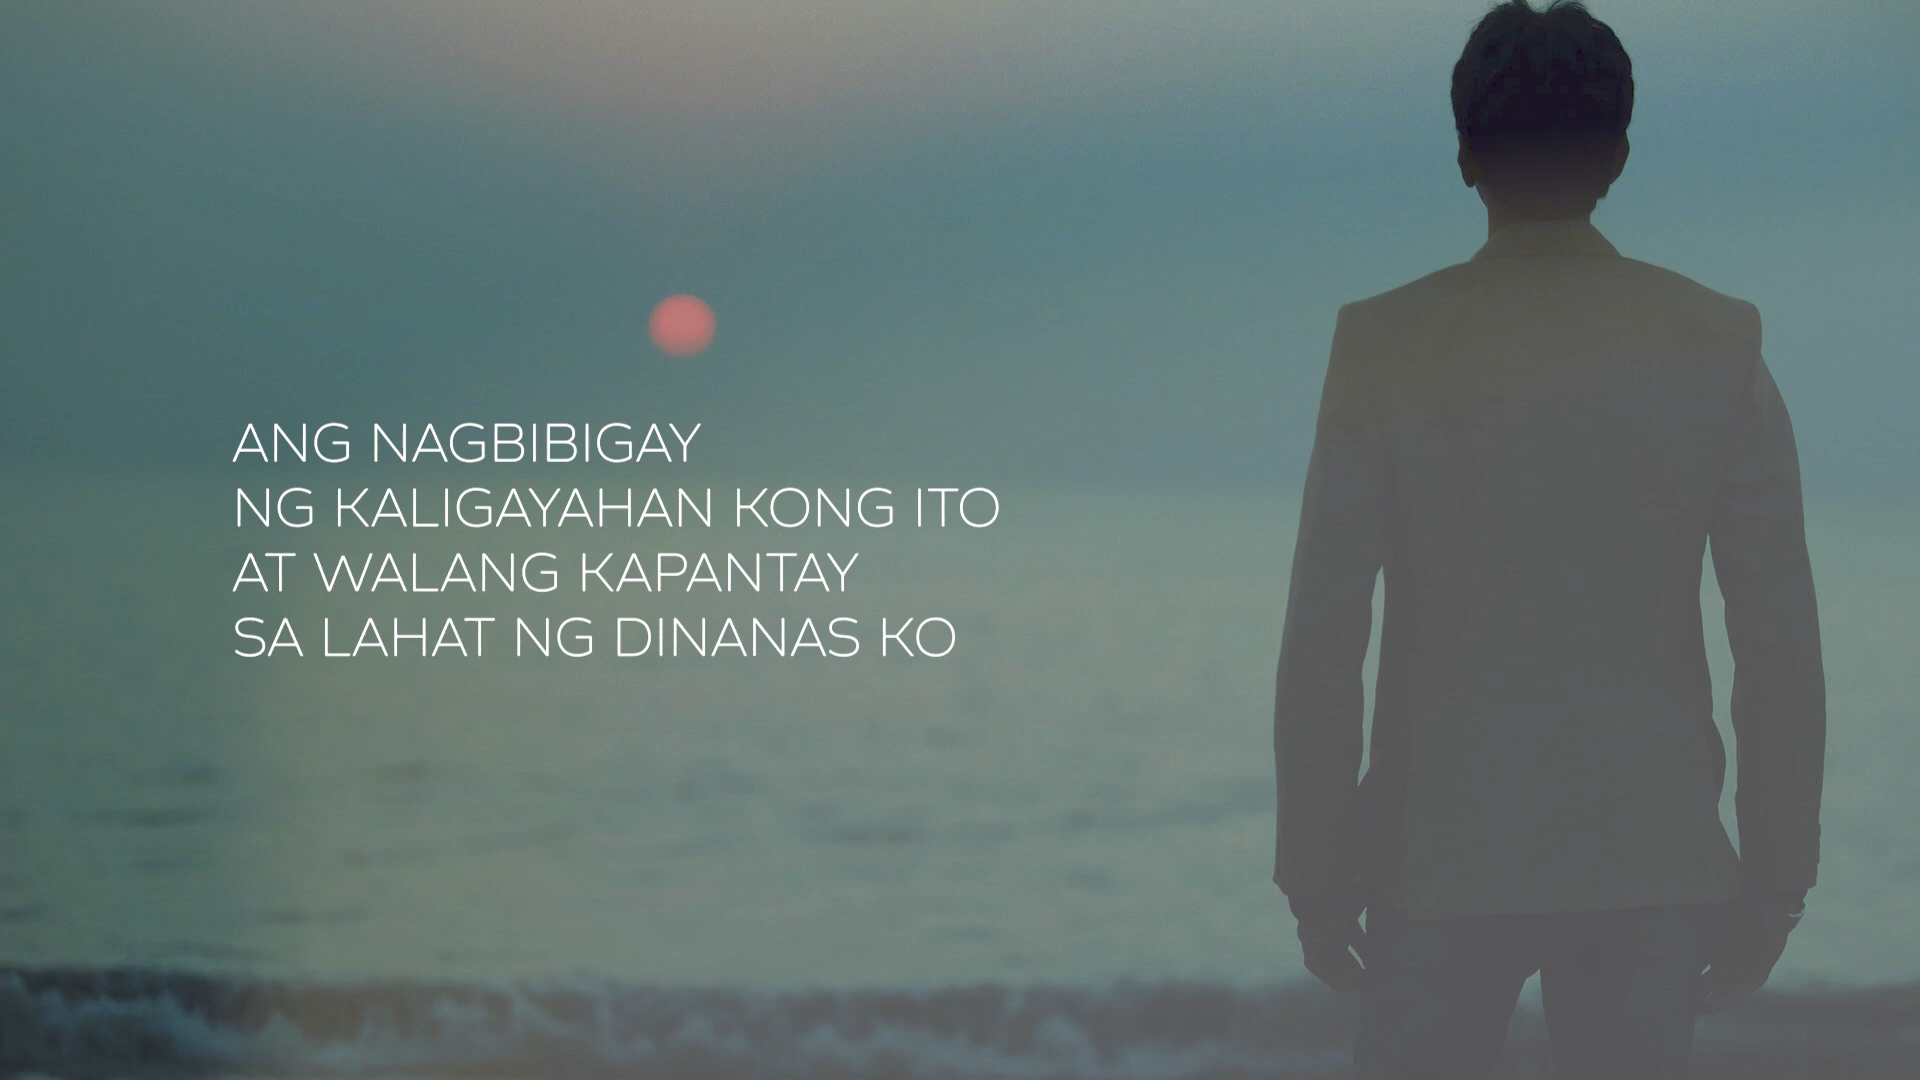 ANG NAGBIBIGAY
NG KALIGAYAHAN KONG ITO
AT WALANG KAPANTAY
SA LAHAT NG DINANAS KO